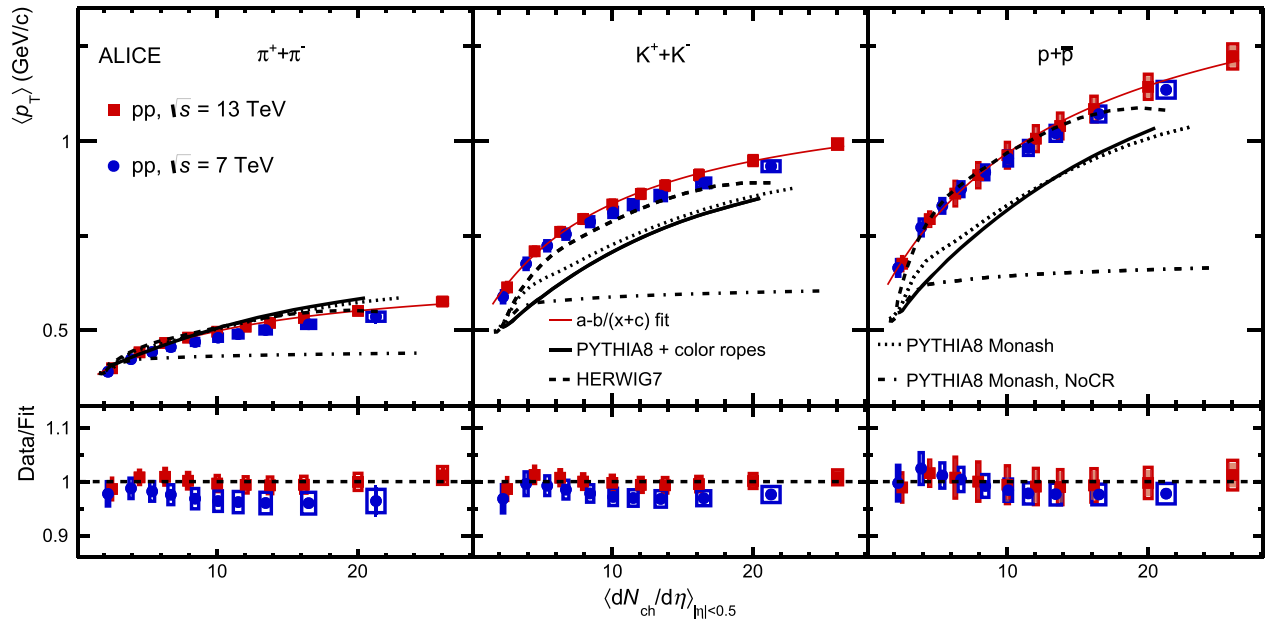 ALICE π⁺+π⁻
pp, √s = 13 TeV
pp, √s = 7 TeV
K⁺+K⁻
p+p̅
⟨p_T⟩ (GeV/c)
1
0.5
a-b/(x+c) fit
PYTHIA8 + color ropes
HERWIG7
PYTHIA8 Monash
PYTHIA8 Monash, NoCR
Data/Fit
1.1
1
0.9
10 20 10 20 10 20
⟨dN_ch/dη⟩_|η|<0.5